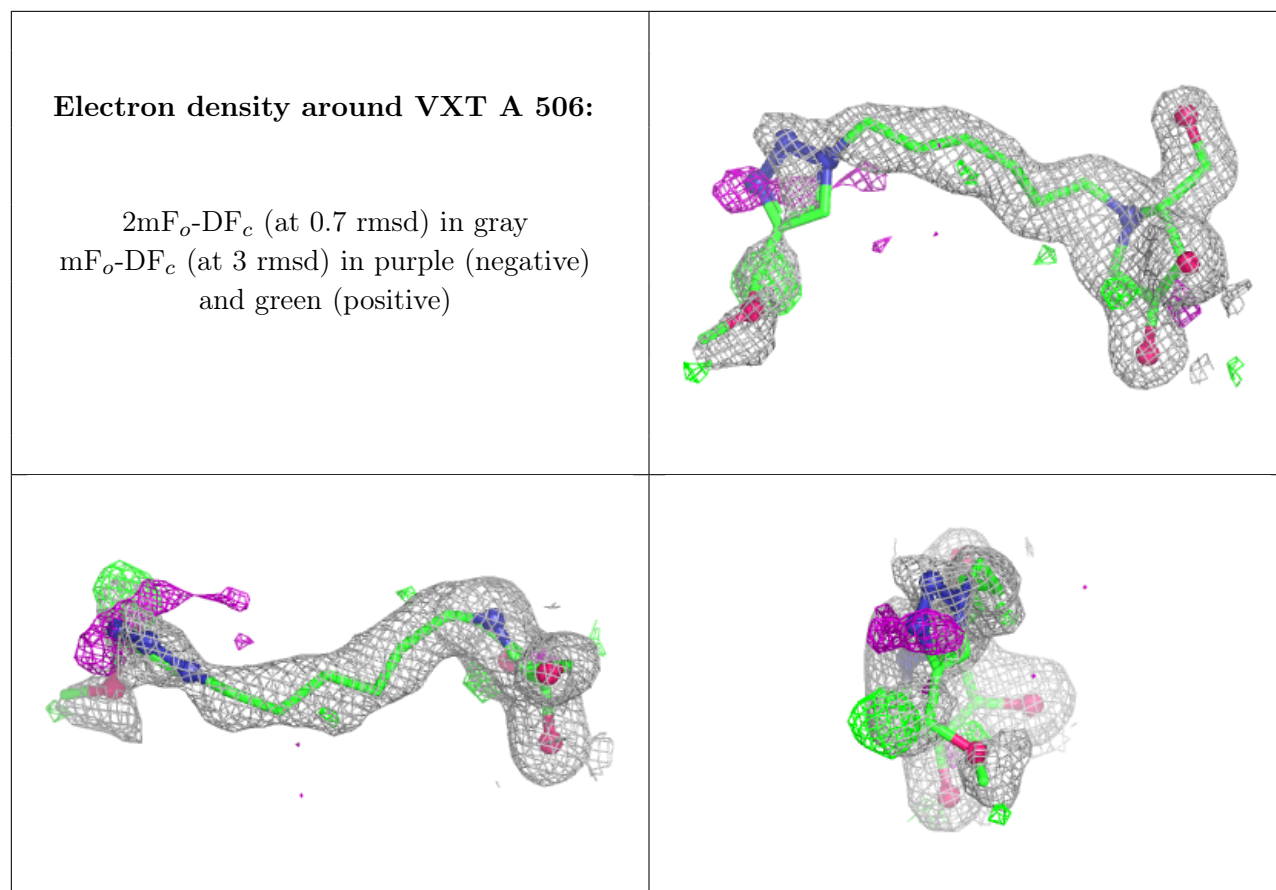 Electron density around VXT A 506:
2mFₒ-DF𝒸 (at 0.7 rmsd) in gray
mFₒ-DF𝒸 (at 3 rmsd) in purple (negative)
and green (positive)